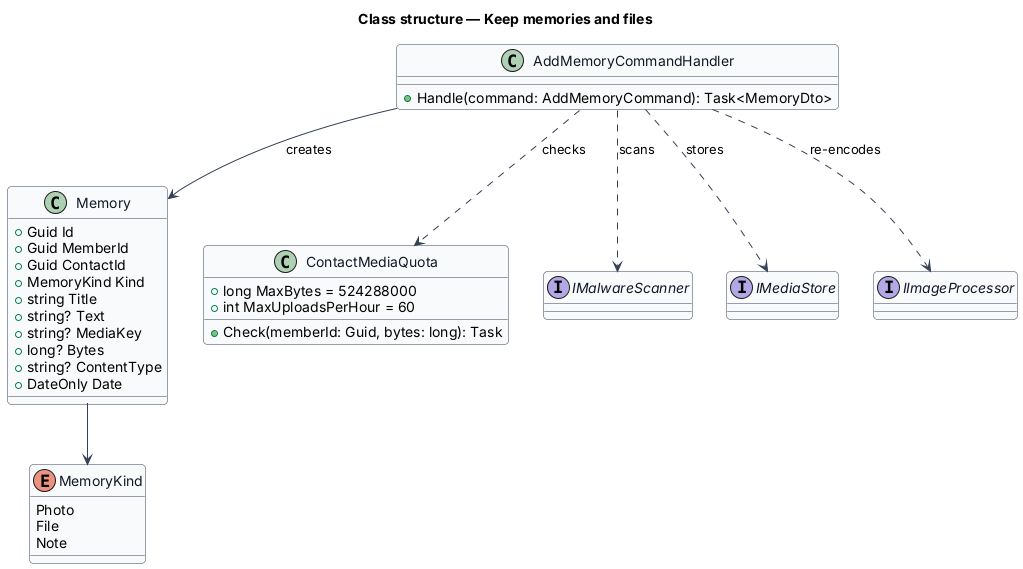 Class structure — Keep memories and files
C AddMemoryCommandHandler
Handle(command: AddMemoryCommand): Task<MemoryDto>
creates
checks
scans
stores
re-encodes
C Memory
Guid Id
Guid MemberId
Guid ContactId
MemoryKind Kind
string Title
string? Text
string? MediaKey
long? Bytes
string? ContentType
DateOnly Date
C ContactMediaQuota
long MaxBytes = 524288000
int MaxUploadsPerHour = 60
Check(memberId: Guid, bytes: long): Task
I IMalwareScanner
I IMediaStore
I IImageProcessor
E MemoryKind
Photo
File
Note